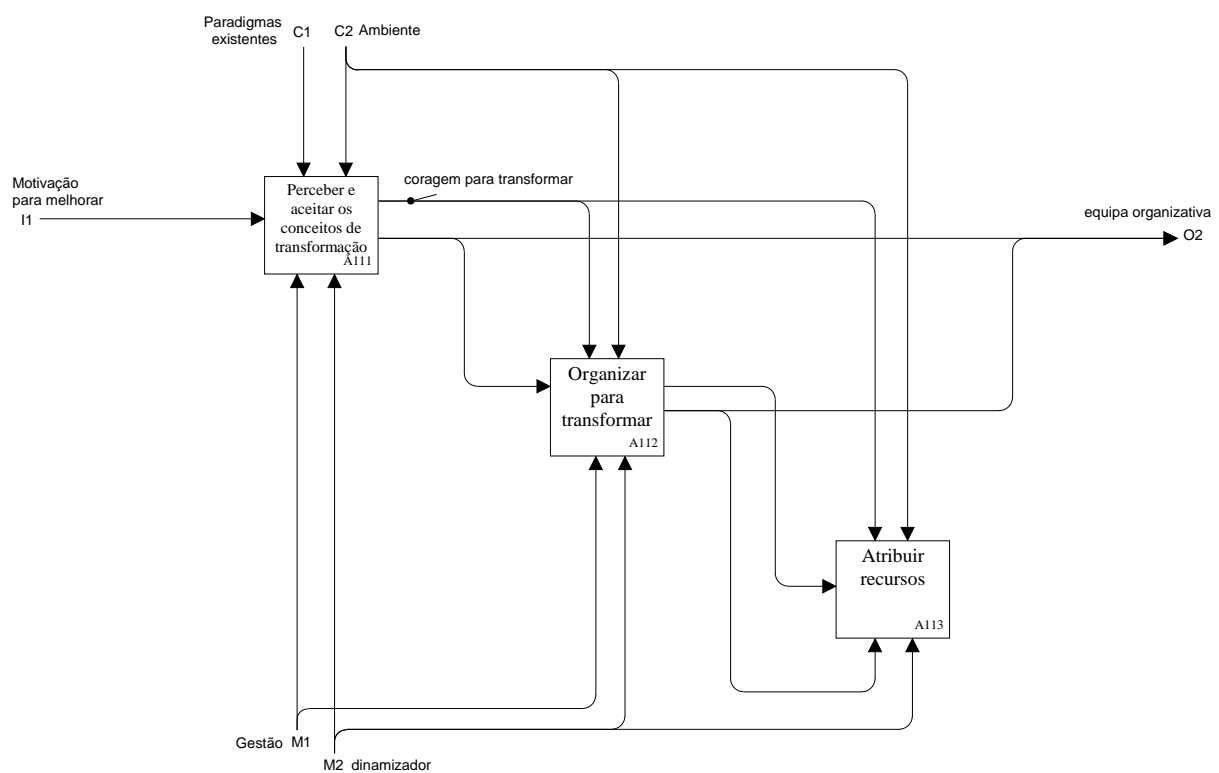 Paradigmas
existentes
C1
C2 Ambiente
Motivação
para melhorar
I1
Perceber e
aceitar os
conceitos de
transformação
A111
coragem para transformar
equipa organizativa
O2
Organizar
para
transformar
A112
Atribuir
recursos
A113
Gestão M1
M2 dinamizador